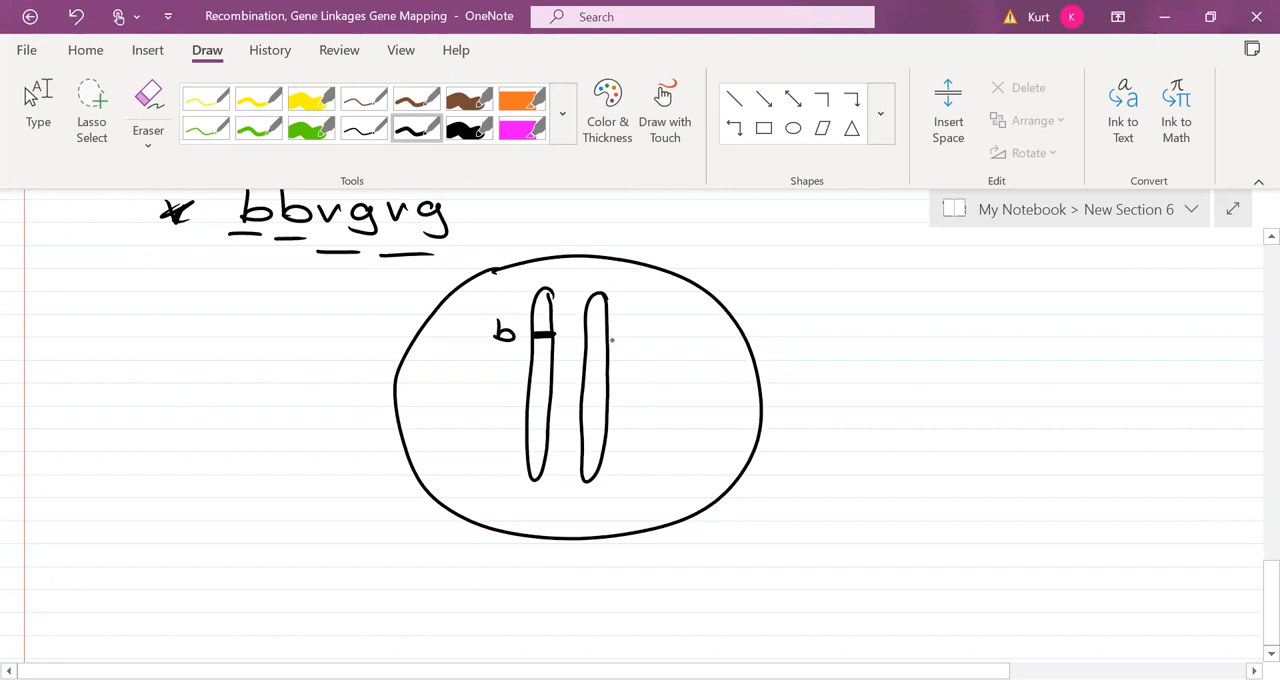 Recombination, Gene Linkages Gene Mapping - OneNote
Search
Kurt
K
File Home Insert Draw History Review View Help
Type
Lasso Select
Eraser
Color & Thickness
Draw with Touch
Insert Space
Delete
Arrange
Rotate
a
a
Ink to Text
π
π
Ink to Math
Tools Shapes Edit Convert
My Notebook > New Section 6
* bbvgvg
b